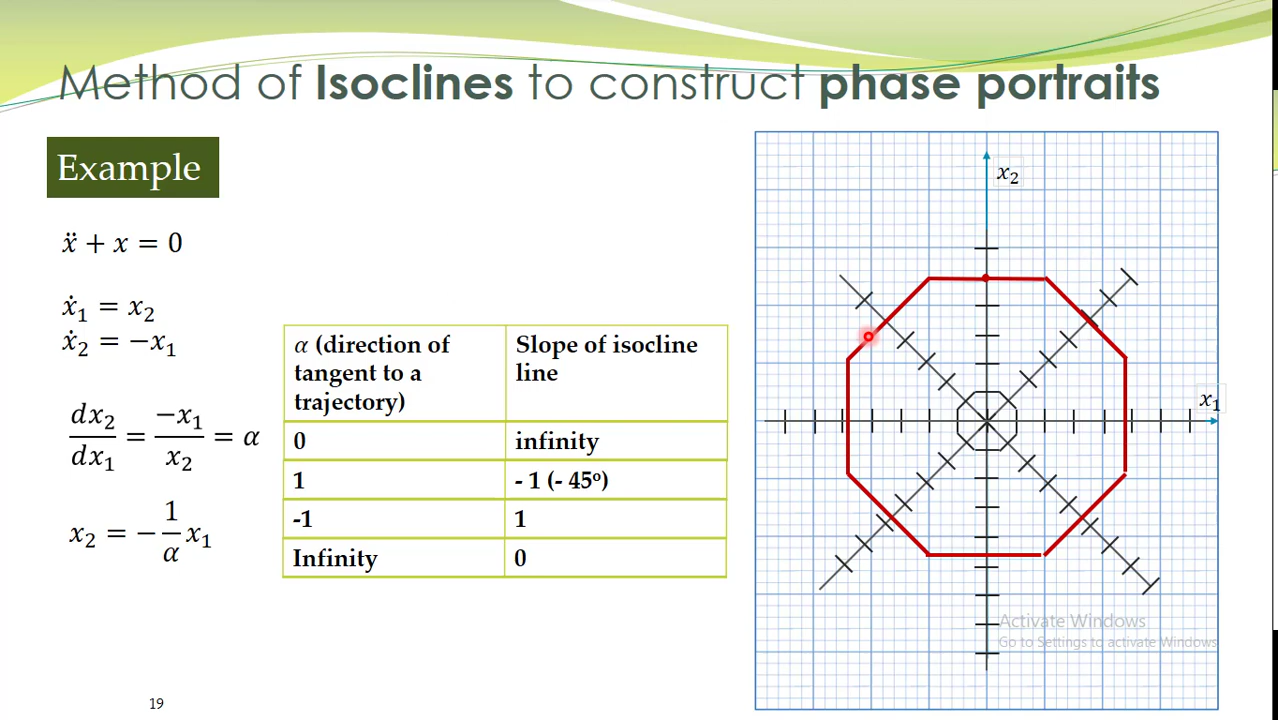 Method of Isoclines to construct phase portraits
Example
ẍ + x = 0
ẋ₁ = x₂
ẋ₂ = −x₁
dx₂/dx₁ = −x₁/x₂ = α
x₂ = −(1/α)x₁
α (direction of tangent to a trajectory) | Slope of isocline line
0 | infinity
1 | - 1 (- 45º)
-1 | 1
Infinity | 0
x₂
x₁
Activate Windows
Go to Settings to activate Windows
19